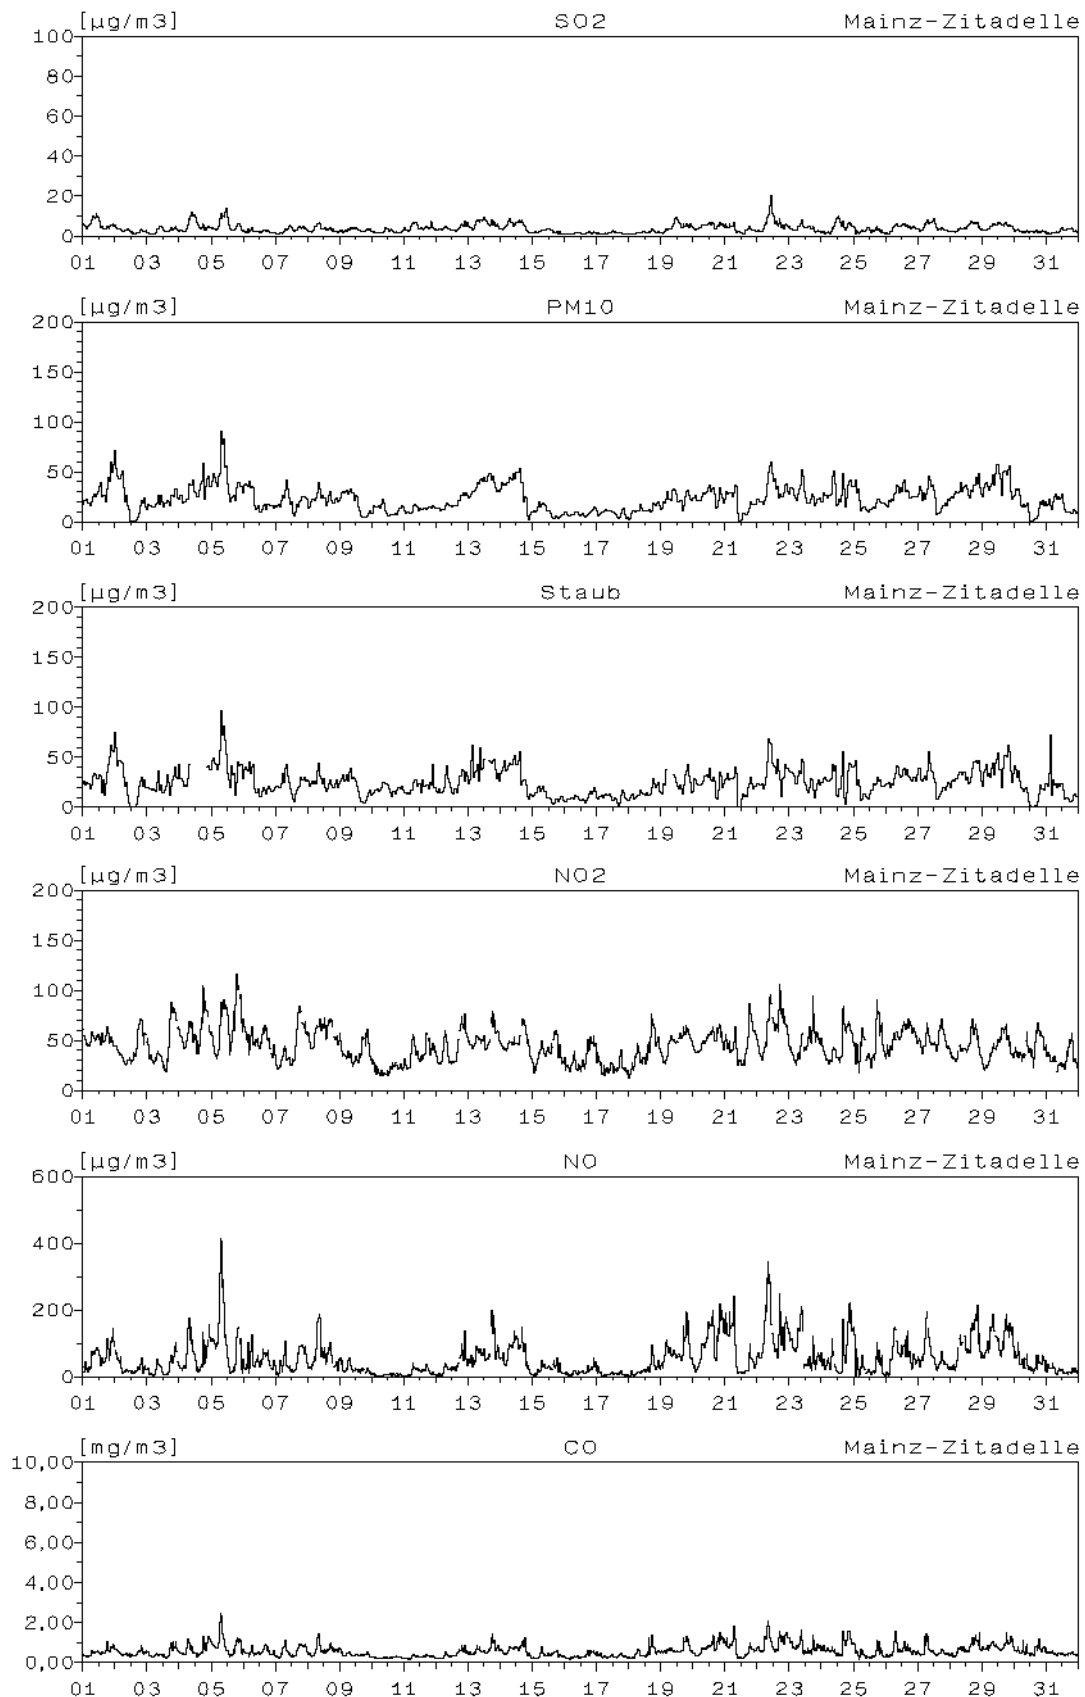 [µg/m3] SO2 Mainz-Zitadelle
100
80
60
40
20
0
01 03 05 07 09 11 13 15 17 19 21 23 25 27 29 31
[µg/m3] PM10 Mainz-Zitadelle
200
150
100
50
0
01 03 05 07 09 11 13 15 17 19 21 23 25 27 29 31
[µg/m3] Staub Mainz-Zitadelle
200
150
100
50
0
01 03 05 07 09 11 13 15 17 19 21 23 25 27 29 31
[µg/m3] NO2 Mainz-Zitadelle
200
150
100
50
0
01 03 05 07 09 11 13 15 17 19 21 23 25 27 29 31
[µg/m3] NO Mainz-Zitadelle
600
400
200
0
01 03 05 07 09 11 13 15 17 19 21 23 25 27 29 31
[mg/m3] CO Mainz-Zitadelle
10,00
8,00
6,00
4,00
2,00
0,00
01 03 05 07 09 11 13 15 17 19 21 23 25 27 29 31